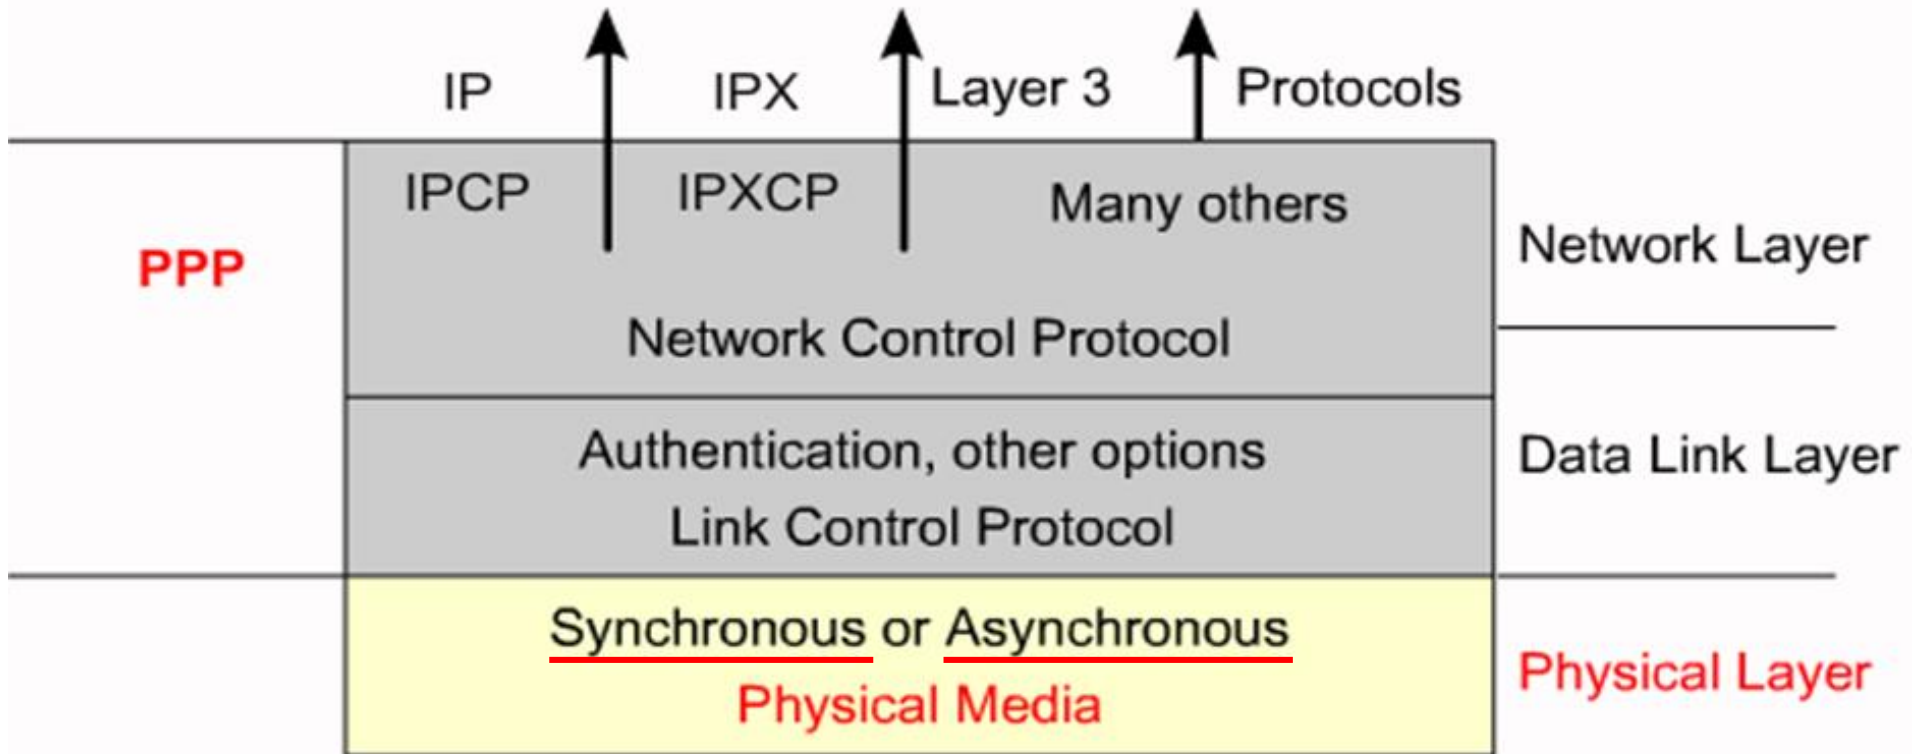 IP IPX Layer 3 Protocols
IPCP IPXCP Many others
PPP
Network Layer
Network Control Protocol
Authentication, other options
Data Link Layer
Link Control Protocol
Synchronous or Asynchronous
Physical Layer
Physical Media